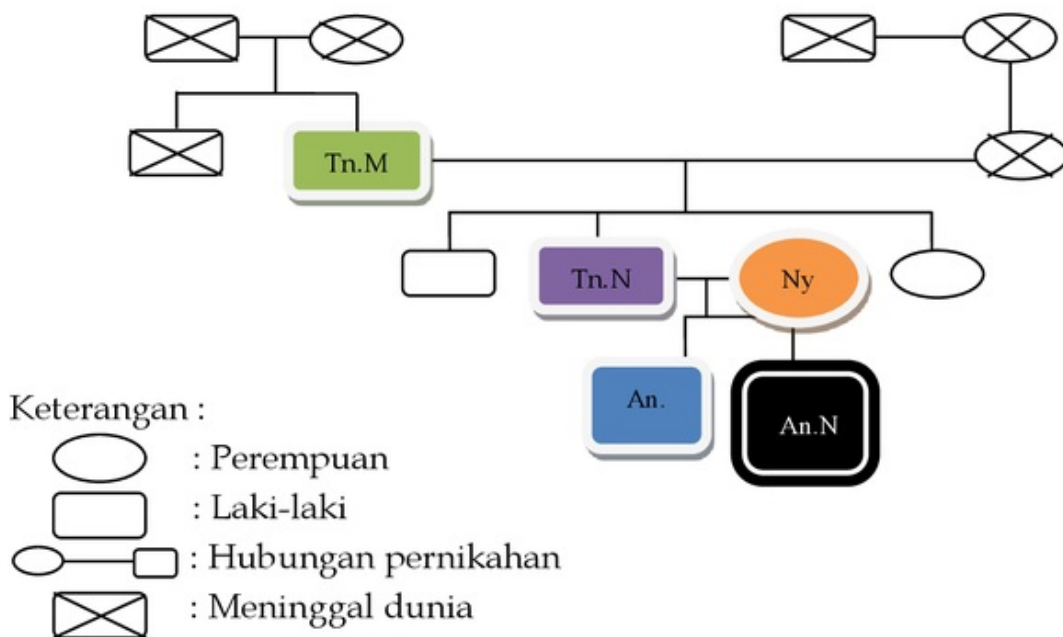 Tn.M
Tn.N
Ny
An.
An.N
Keterangan :
: Perempuan
: Laki-laki
: Hubungan pernikahan
: Meninggal dunia